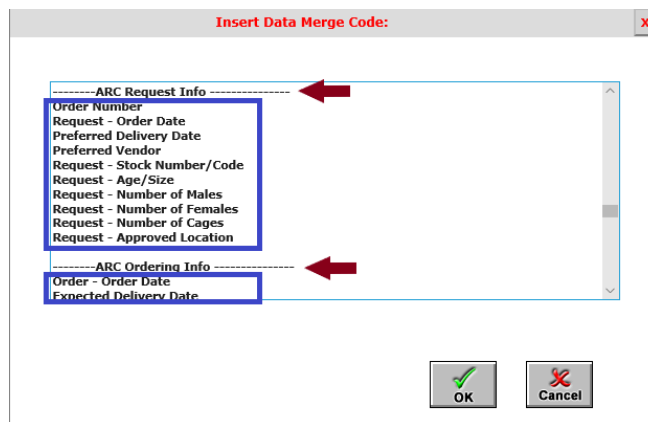 Insert Data Merge Code:
X
--------ARC Request Info ---------------
Order Number
Request - Order Date
Preferred Delivery Date
Preferred Vendor
Request - Stock Number/Code
Request - Age/Size
Request - Number of Males
Request - Number of Females
Request - Number of Cages
Request - Approved Location
--------ARC Ordering Info ---------------
Order - Order Date
Expected Delivery Date
OK
Cancel